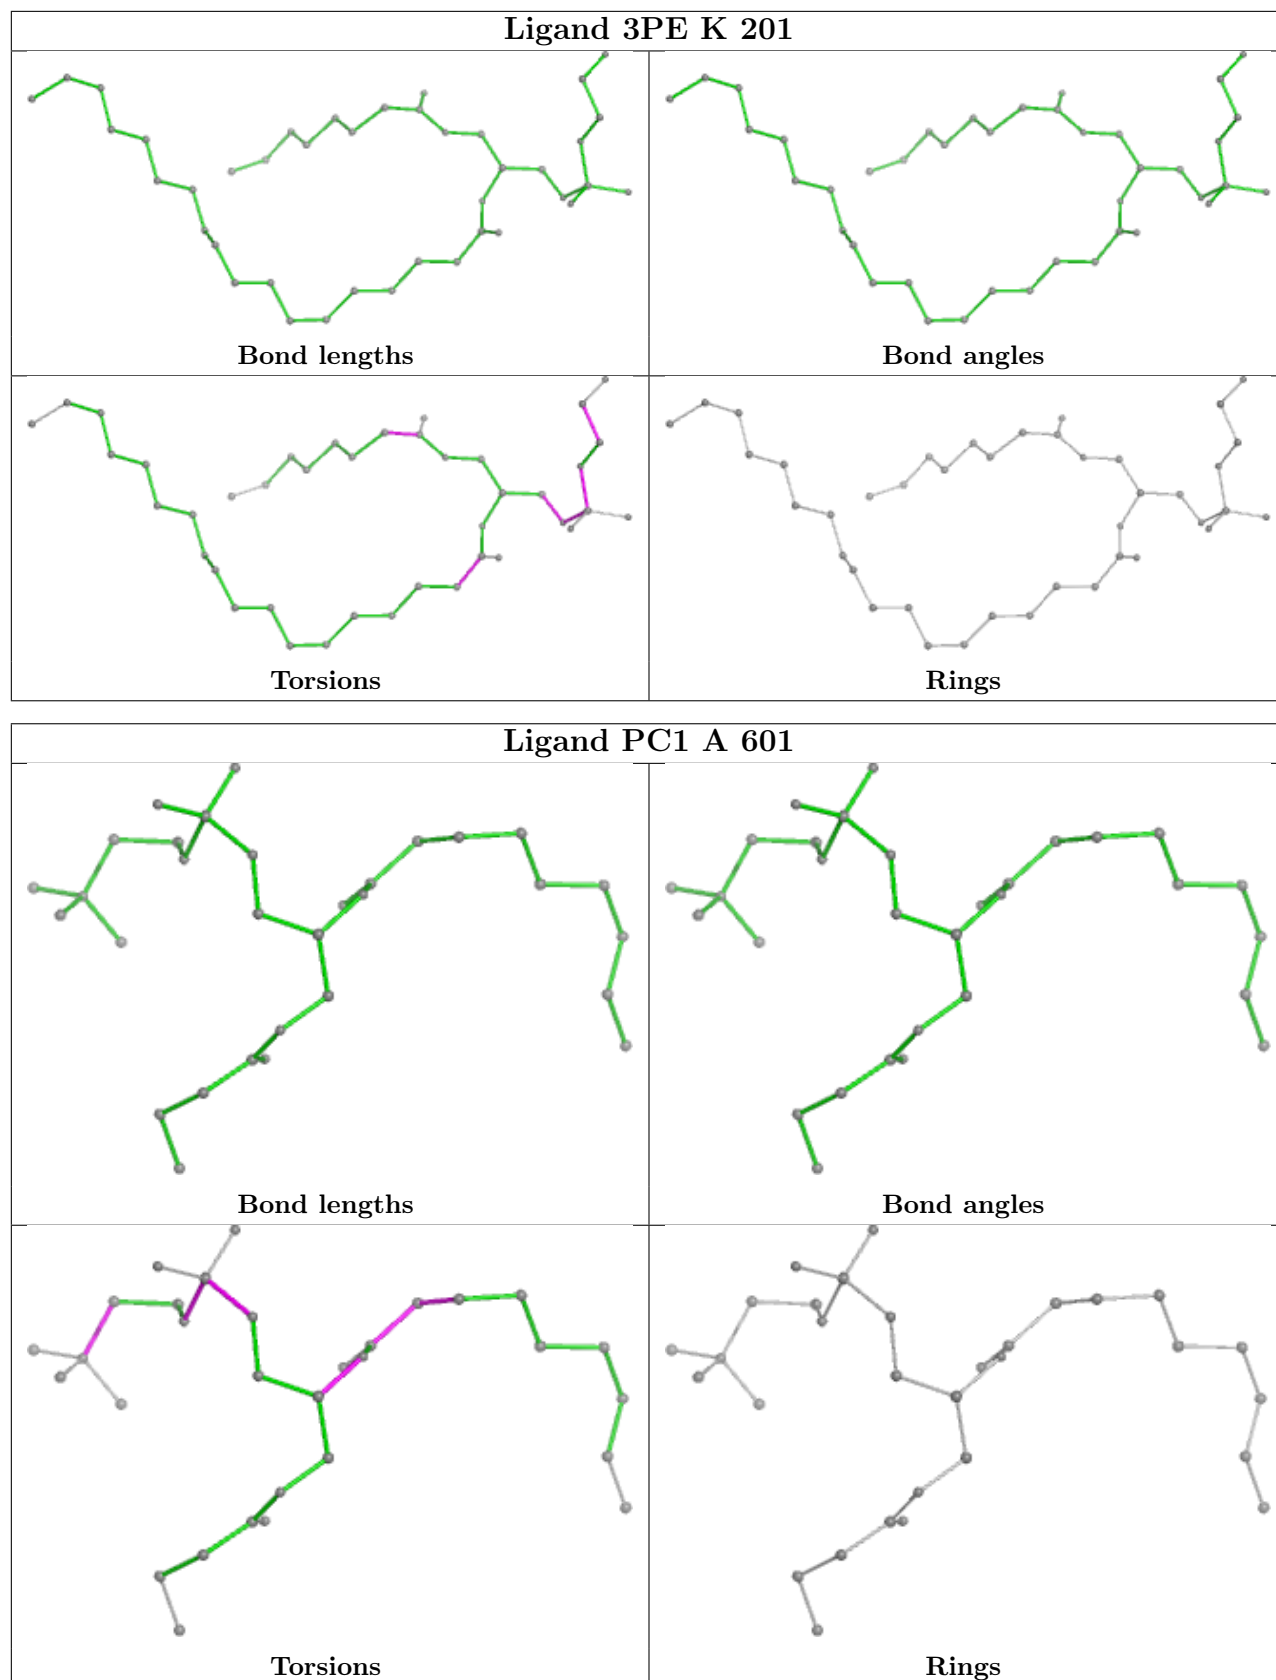 Ligand 3PE K 201
Bond lengths
Bond angles
Torsions
Rings
Ligand PC1 A 601
Bond lengths
Bond angles
Torsions
Rings